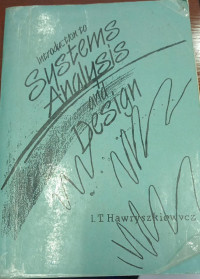 Introduction to
Systems
Analysis
and
Design
I.T.Hawryszkiewycz